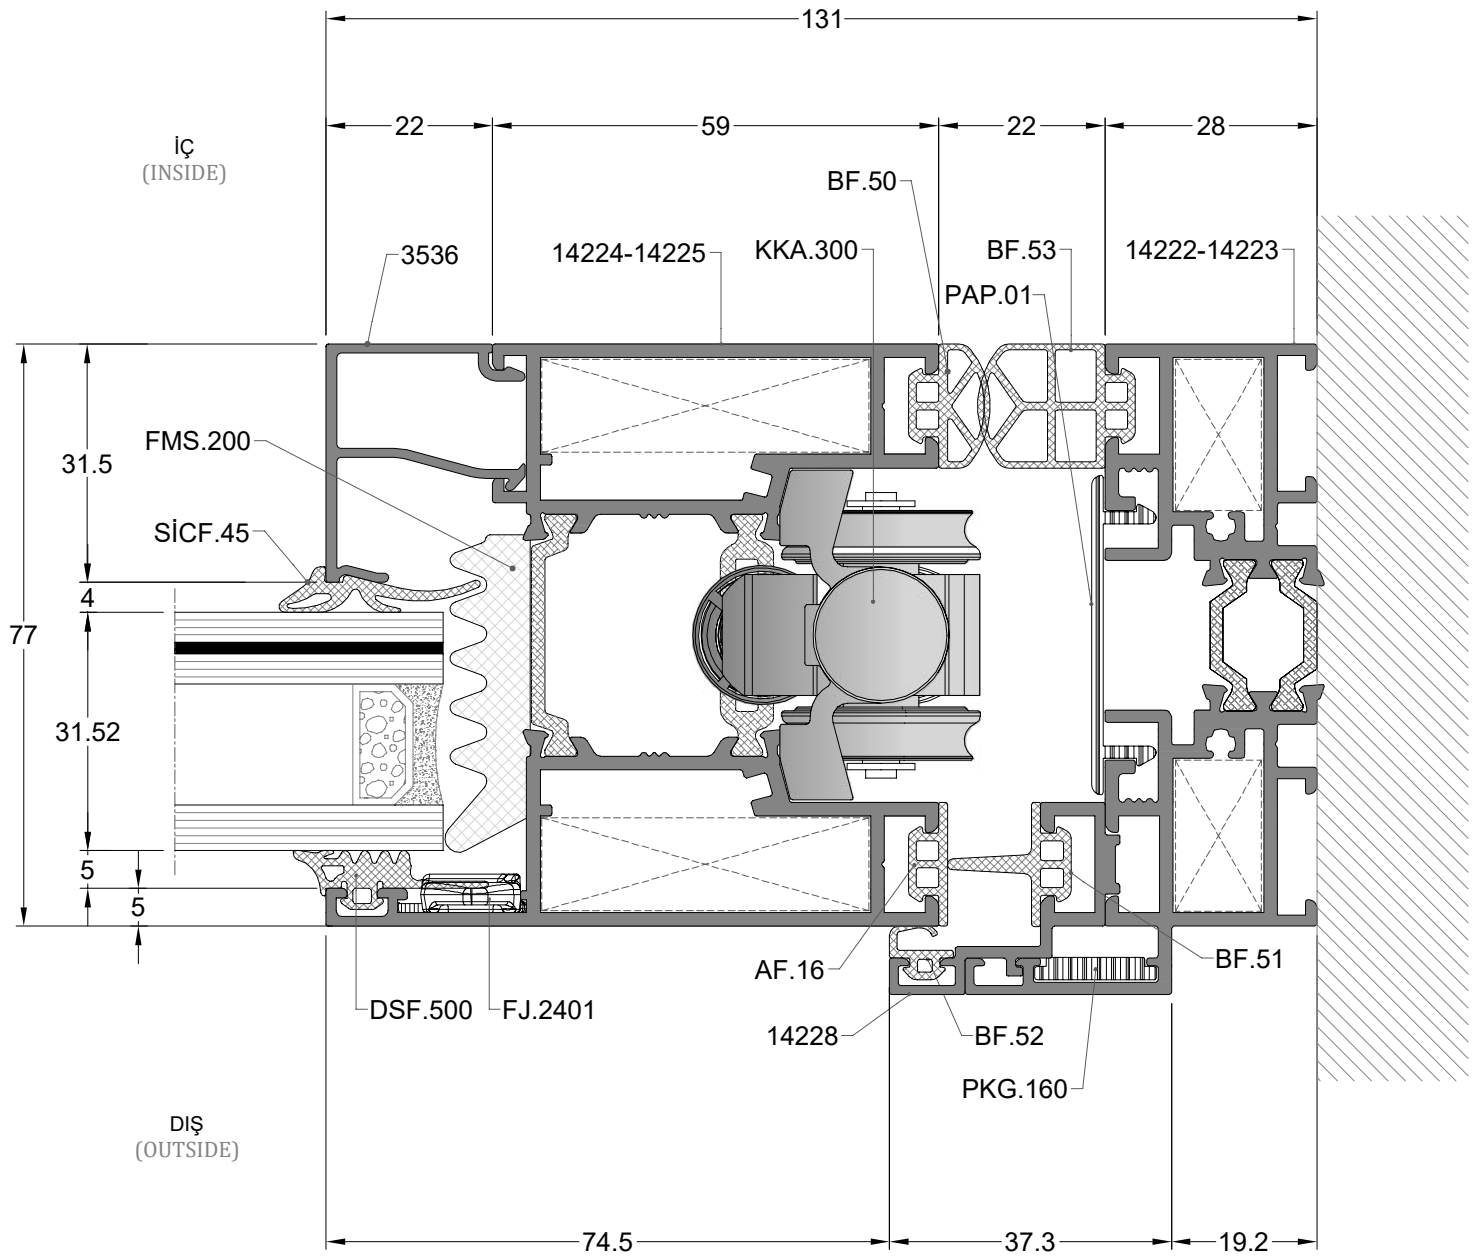 131
22
59
22
28
İÇ
(INSIDE)
BF.50
3536
14224-14225
KKA.300
BF.53
14222-14223
PAP.01
FMS.200
31.5
SİCF.45
4
77
31.52
5
5
AF.16
BF.51
DSF.500
FJ.2401
14228
BF.52
PKG.160
DIŞ
(OUTSIDE)
74.5
37.3
19.2